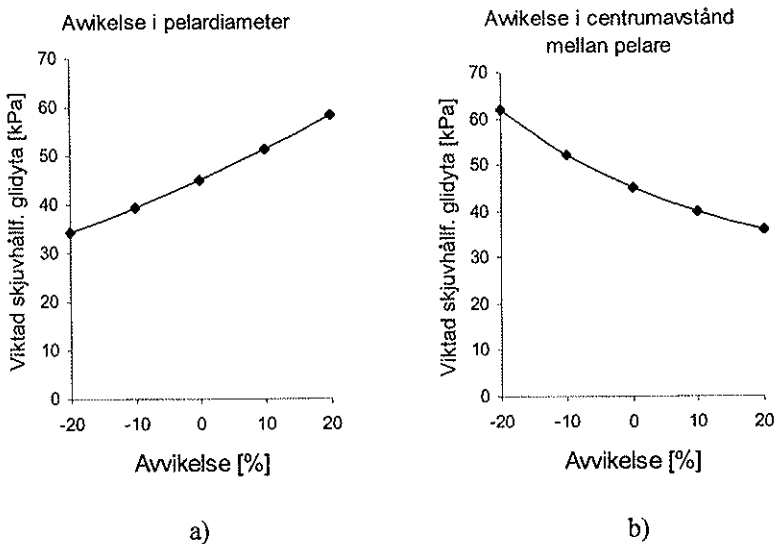 Avvikelse i pelardiameter
Viktad skjuvhållf. glidyta [kPa]
70
60
50
40
30
20
10
0
-20 -10 0 10 20
Avvikelse [%]
a)
Avvikelse i centrumavstånd
mellan pelare
Viktad skjuvhållf. glidyta [kPa]
70
60
50
40
30
20
10
0
-20 -10 0 10 20
Avvikelse [%]
b)